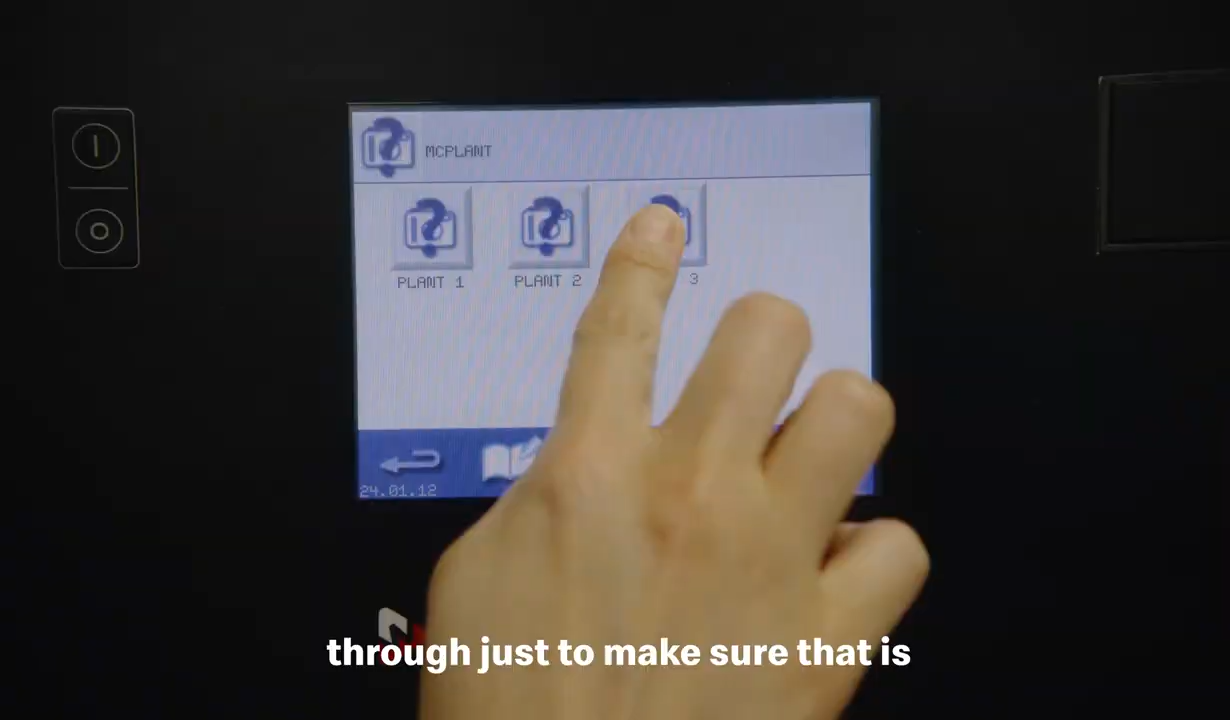 MCPLANT
PLANT 1
PLANT 2
3
24.01.12
through just to make sure that is